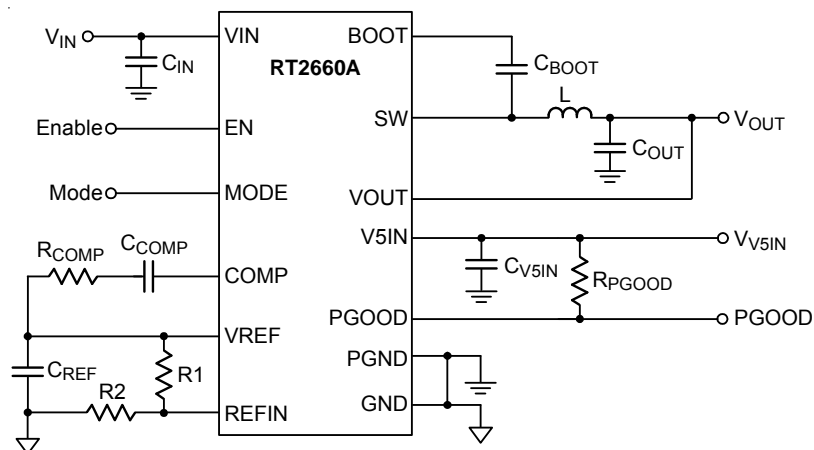 VIN
CIN
Enable
Mode
RCOMP
CCOMP
CREF
R2
R1
VIN
EN
MODE
COMP
VREF
REFIN
RT2660A
BOOT
SW
VOUT
V5IN
PGOOD
PGND
GND
CBOOT
L
COUT
VOUT
CV5IN
RPGOOD
VV5IN
PGOOD